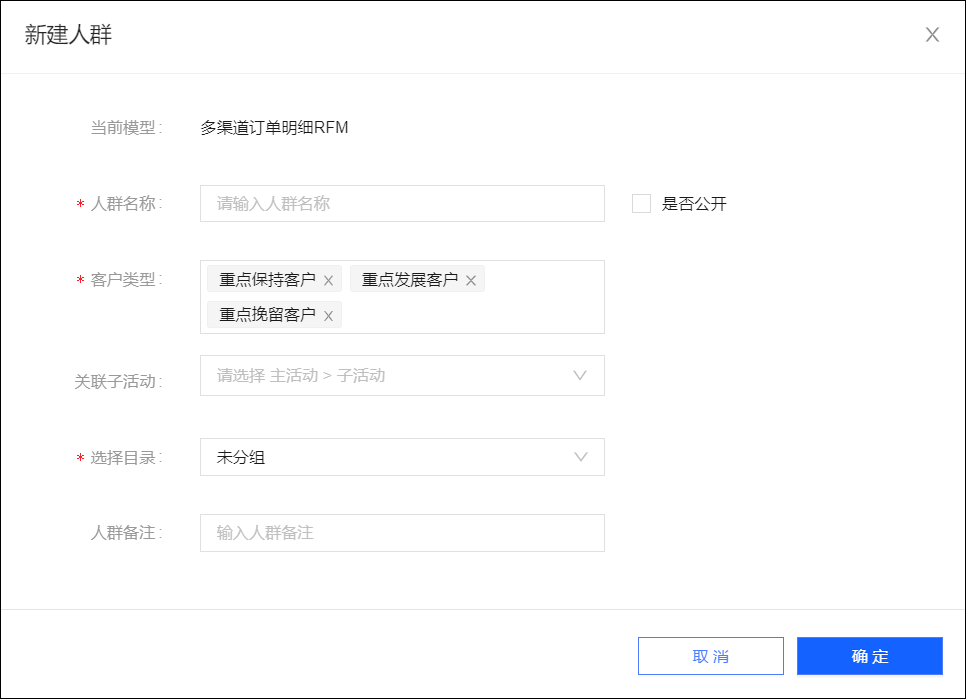 新建人群
当前模型: 多渠道订单明细RFM
* 人群名称: 请输入人群名称 是否公开
* 客户类型: 重点保持客户 重点发展客户
重点挽留客户
关联子活动: 请选择 主活动 > 子活动
* 选择目录: 未分组
人群备注: 输入人群备注
取消 确定